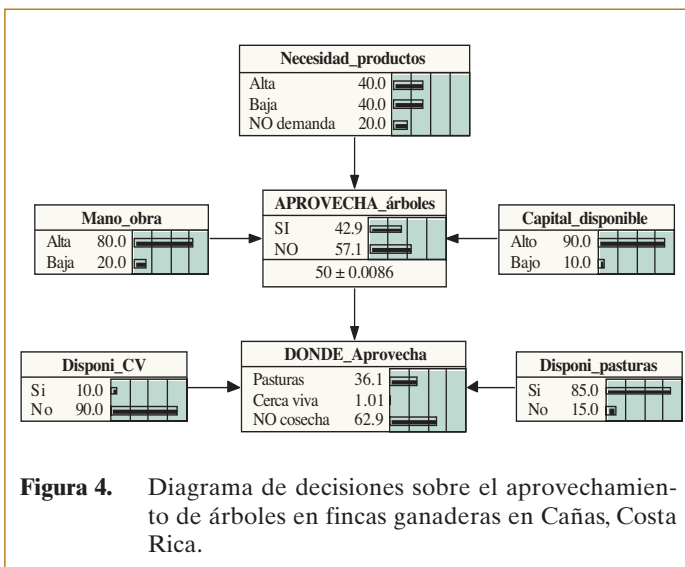 Necesidad_productos
Alta 40.0
Baja 40.0
NO demanda 20.0
Mano_obra
Alta 80.0
Baja 20.0
APROVECHA_árboles
SI 42.9
NO 57.1
50 ± 0.0086
Capital_disponible
Alto 90.0
Bajo 10.0
Disponi_CV
Si 10.0
No 90.0
DONDE_Aprovecha
Pasturas 36.1
Cerca viva 1.01
NO cosecha 62.9
Disponi_pasturas
Si 85.0
No 15.0
Figura 4. Diagrama de decisiones sobre el aprovechamien-
to de árboles en fincas ganaderas en Cañas, Costa
Rica.